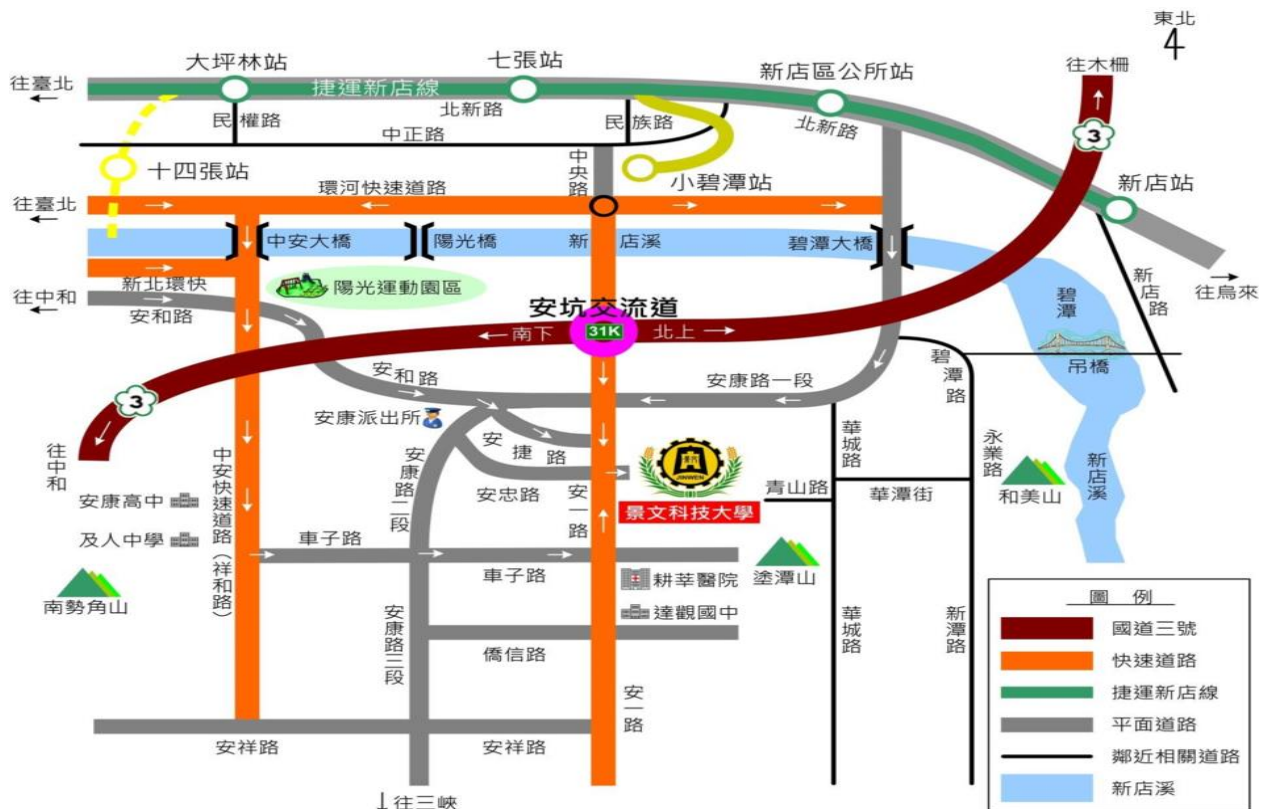 東北
4
往木柵
大坪林站
七張站
新店區公所站
往臺北
捷運新店線
北新路
北新路
民權路
中正路
民族路
3
十四張站
中央路
小碧潭站
新店站
環河快速道路
往臺北
中安大橋
陽光橋
新店溪
碧潭大橋
新北環快
陽光運動園區
往中和
安和路
新店路
往烏來
碧潭
安坑交流道
31K
南下
北上
吊橋
碧潭路
安和路
安康路一段
3
安康派出所
往中和
安捷路
華城路
永業路
新店溪
中安快速道路（祥和路）
安康路二段
安忠路
安一路
JINWEN
景文科技大學
青山路
華潭街
和美山
安康高中
及人中學
車子路
車子路
塗潭山
南勢角山
耕莘醫院
達觀國中
安康路三段
僑信路
華城路
新潭路
安一路
安祥路
安祥路
往三峽
圖例
國道三號
快速道路
捷運新店線
平面道路
鄰近相關道路
新店溪